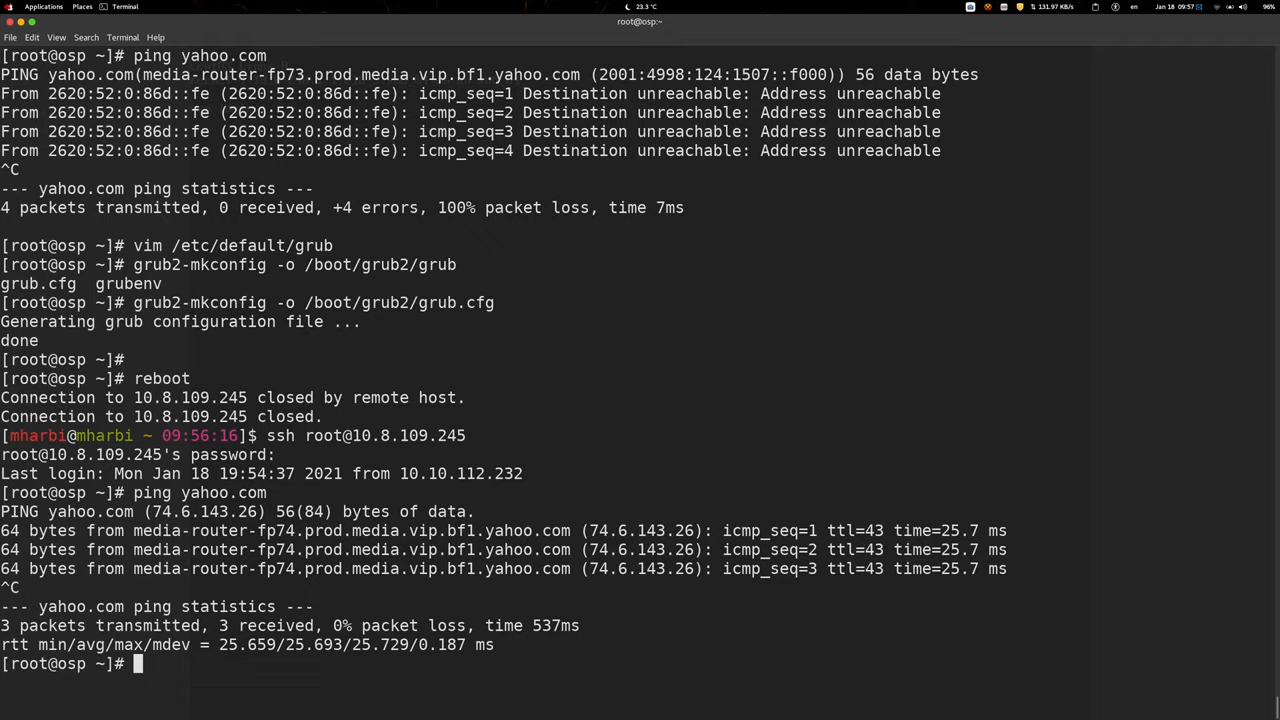 Applications Places Terminal 23.3 °C 131.97 KB/s en Jan 18 09:57 96%
root@osp:~
File Edit View Search Terminal Help
[root@osp ~]# ping yahoo.com
PING yahoo.com(media-router-fp73.prod.media.vip.bf1.yahoo.com (2001:4998:124:1507::f000)) 56 data bytes
From 2620:52:0:86d::fe (2620:52:0:86d::fe): icmp_seq=1 Destination unreachable: Address unreachable
From 2620:52:0:86d::fe (2620:52:0:86d::fe): icmp_seq=2 Destination unreachable: Address unreachable
From 2620:52:0:86d::fe (2620:52:0:86d::fe): icmp_seq=3 Destination unreachable: Address unreachable
From 2620:52:0:86d::fe (2620:52:0:86d::fe): icmp_seq=4 Destination unreachable: Address unreachable
^C
--- yahoo.com ping statistics ---
4 packets transmitted, 0 received, +4 errors, 100% packet loss, time 7ms
[root@osp ~]# vim /etc/default/grub
[root@osp ~]# grub2-mkconfig -o /boot/grub2/grub
grub.cfg  grubenv
[root@osp ~]# grub2-mkconfig -o /boot/grub2/grub.cfg
Generating grub configuration file ...
done
[root@osp ~]#
[root@osp ~]# reboot
Connection to 10.8.109.245 closed by remote host.
Connection to 10.8.109.245 closed.
[mharbi@mharbi ~ 09:56:16]$ ssh root@10.8.109.245
root@10.8.109.245's password:
Last login: Mon Jan 18 19:54:37 2021 from 10.10.112.232
[root@osp ~]# ping yahoo.com
PING yahoo.com (74.6.143.26) 56(84) bytes of data.
64 bytes from media-router-fp74.prod.media.vip.bf1.yahoo.com (74.6.143.26): icmp_seq=1 ttl=43 time=25.7 ms
64 bytes from media-router-fp74.prod.media.vip.bf1.yahoo.com (74.6.143.26): icmp_seq=2 ttl=43 time=25.7 ms
64 bytes from media-router-fp74.prod.media.vip.bf1.yahoo.com (74.6.143.26): icmp_seq=3 ttl=43 time=25.7 ms
^C
--- yahoo.com ping statistics ---
3 packets transmitted, 3 received, 0% packet loss, time 537ms
rtt min/avg/max/mdev = 25.659/25.693/25.729/0.187 ms
[root@osp ~]#